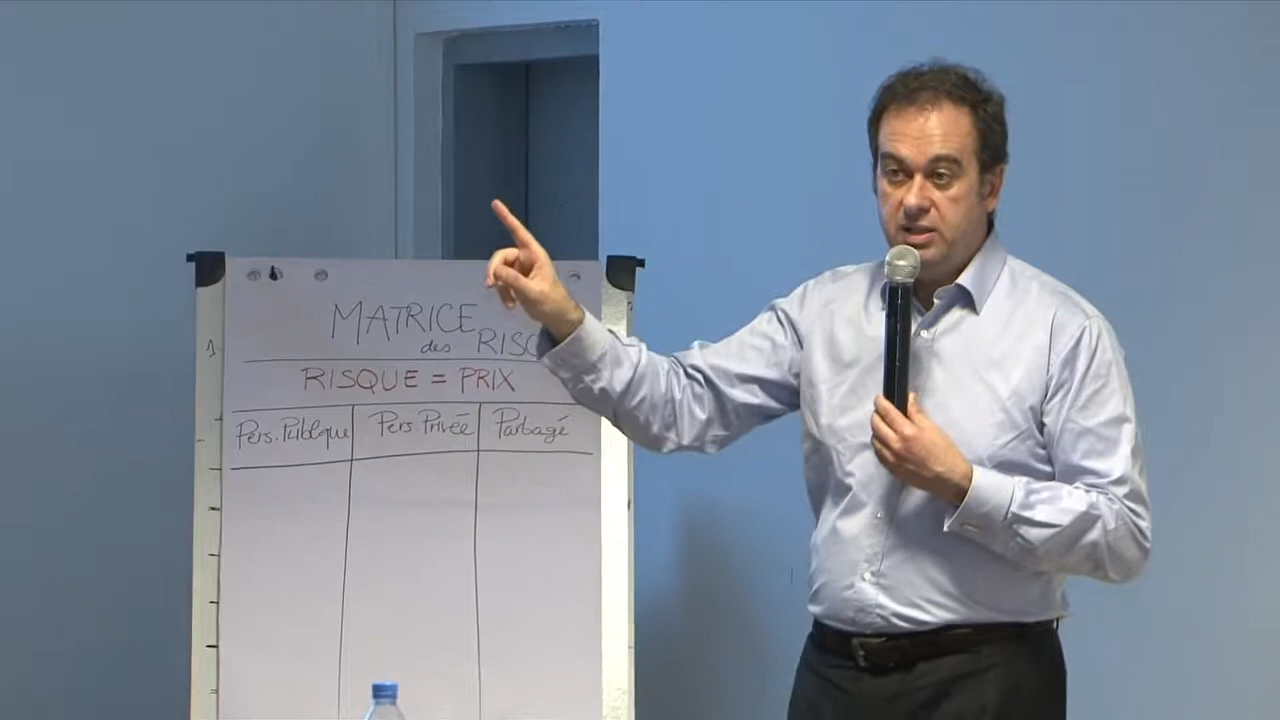 MATRICE
des
RISQUE = PRIX
Pers. Publique Pers. Privée Partagé